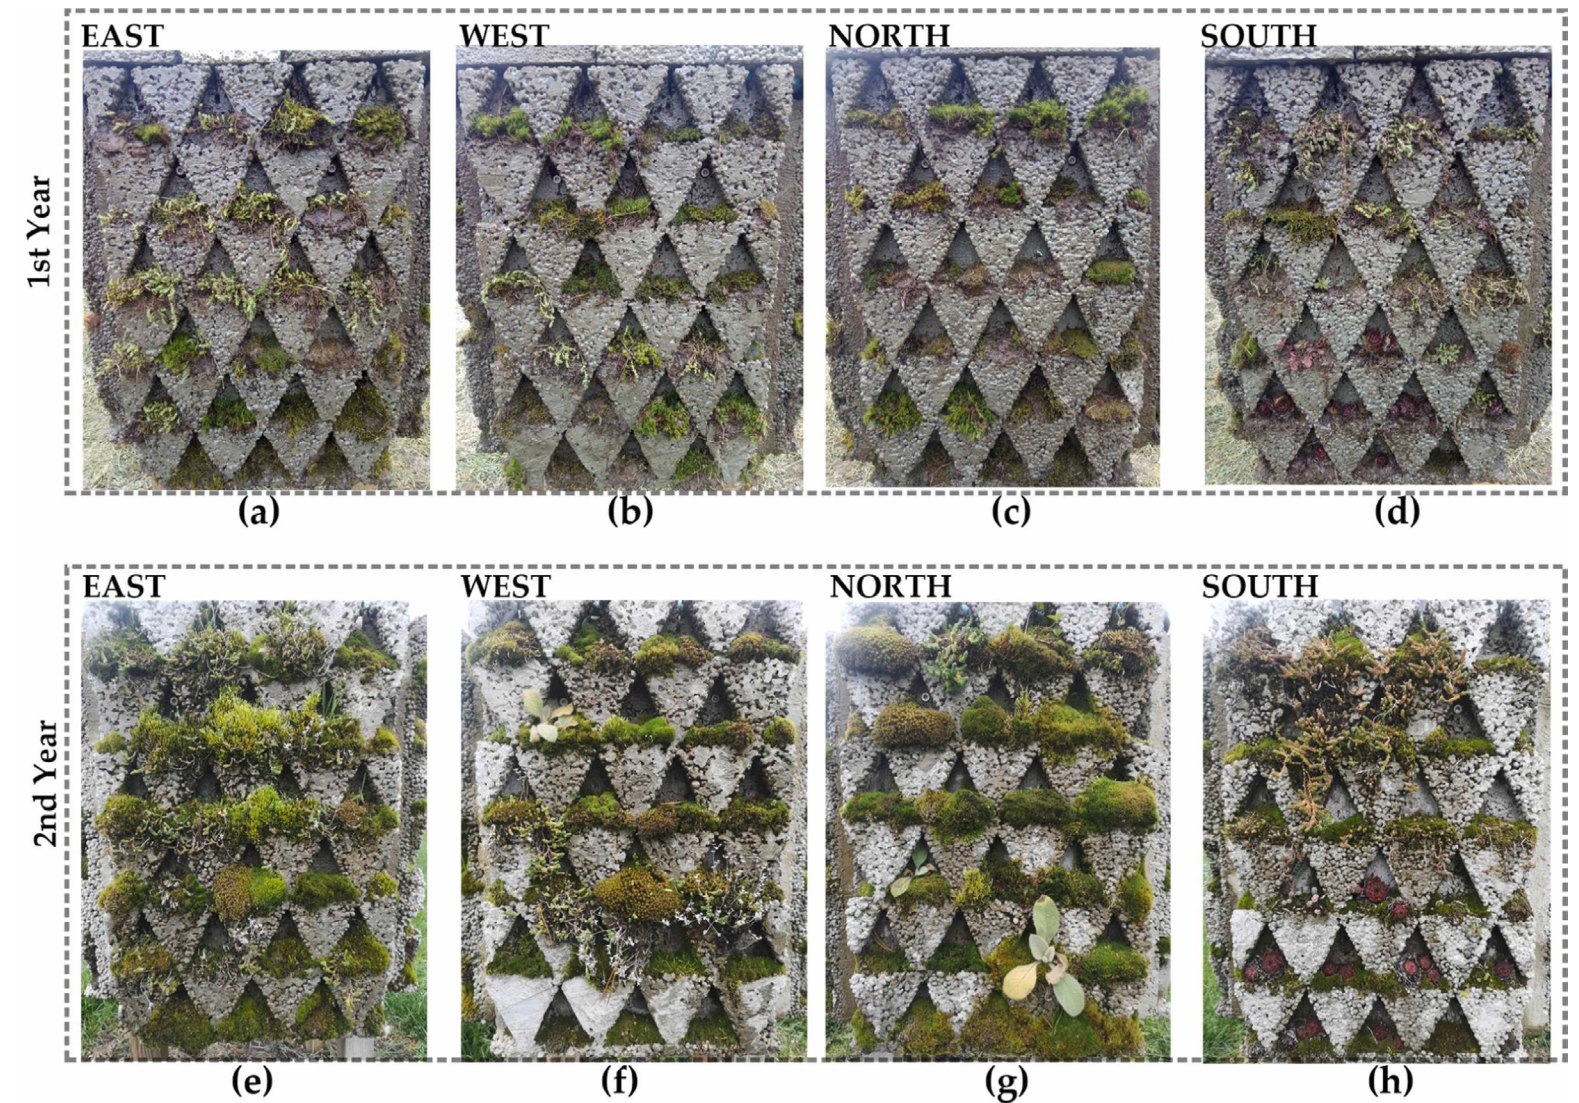 EAST WEST NORTH SOUTH
1st Year
(a) (b) (c) (d)
EAST WEST NORTH SOUTH
2nd Year
(e) (f) (g) (h)